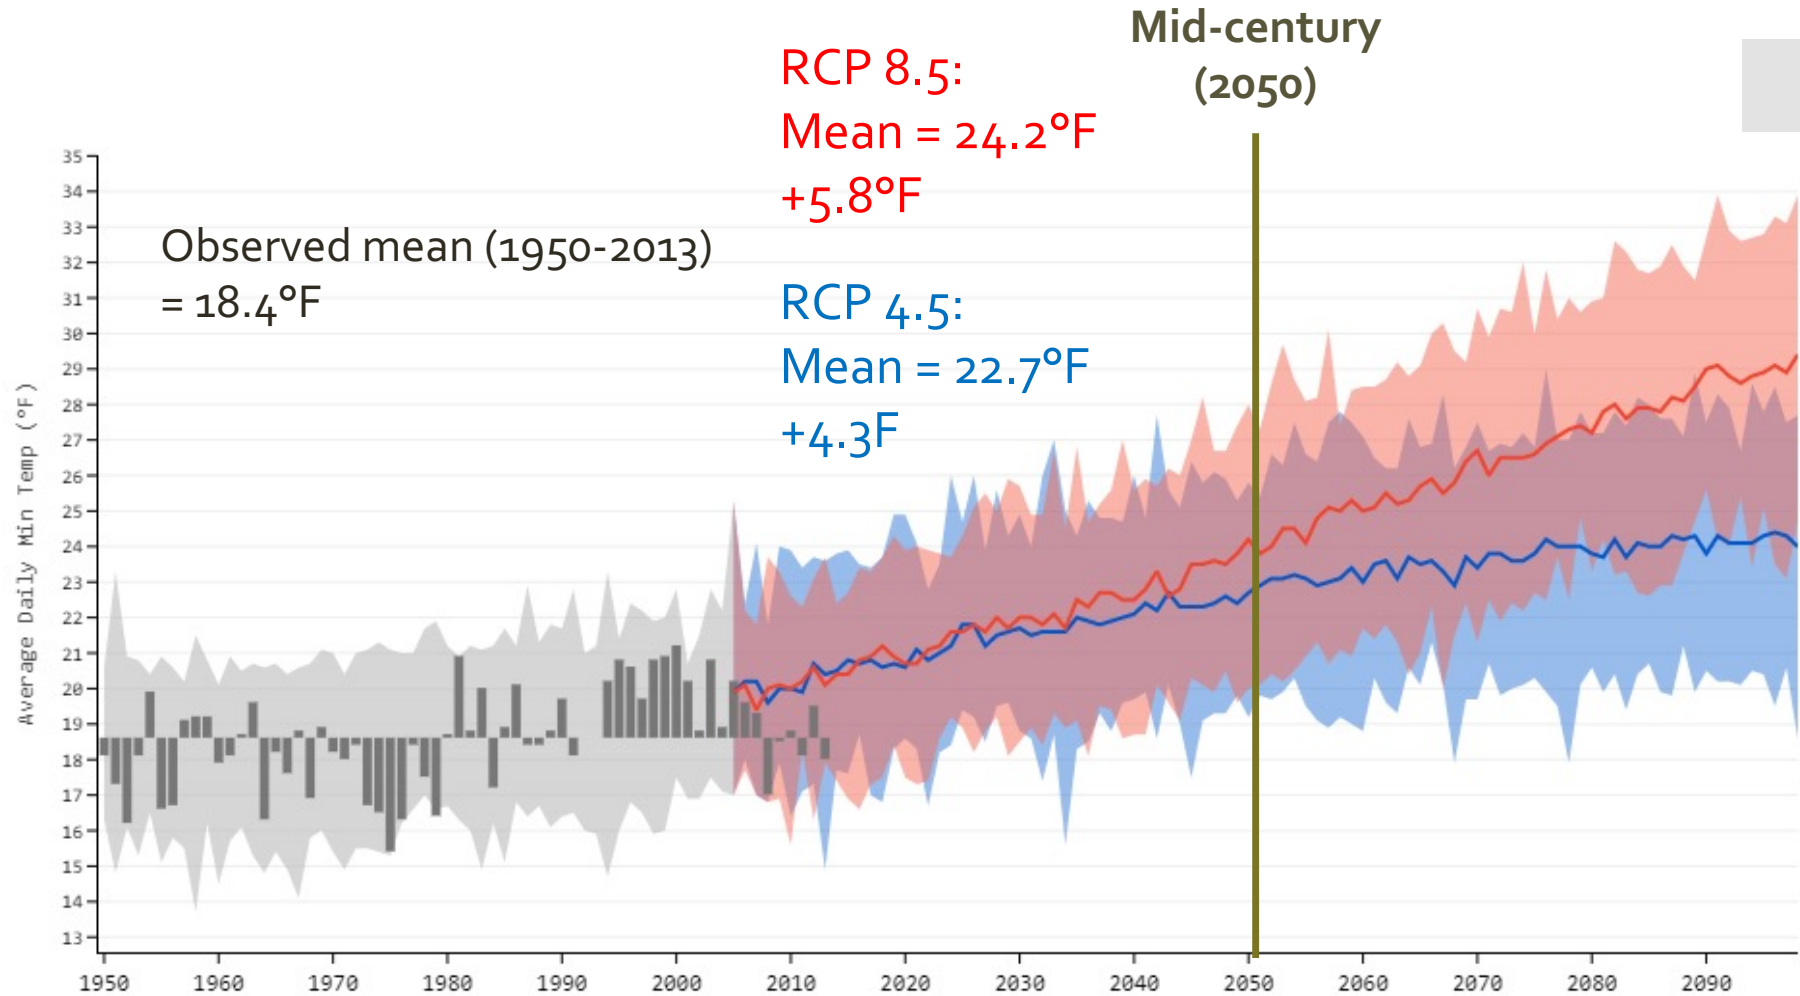 Mid-century
(2050)
RCP 8.5:
Mean = 24.2°F
+5.8°F
Observed mean (1950-2013)
= 18.4°F
RCP 4.5:
Mean = 22.7°F
+4.3F
Average Daily Min Temp (°F)
35
34
33
32
31
30
29
28
27
26
25
24
23
22
21
20
19
18
17
16
15
14
13
1950 1960 1970 1980 1990 2000 2010 2020 2030 2040 2050 2060 2070 2080 2090